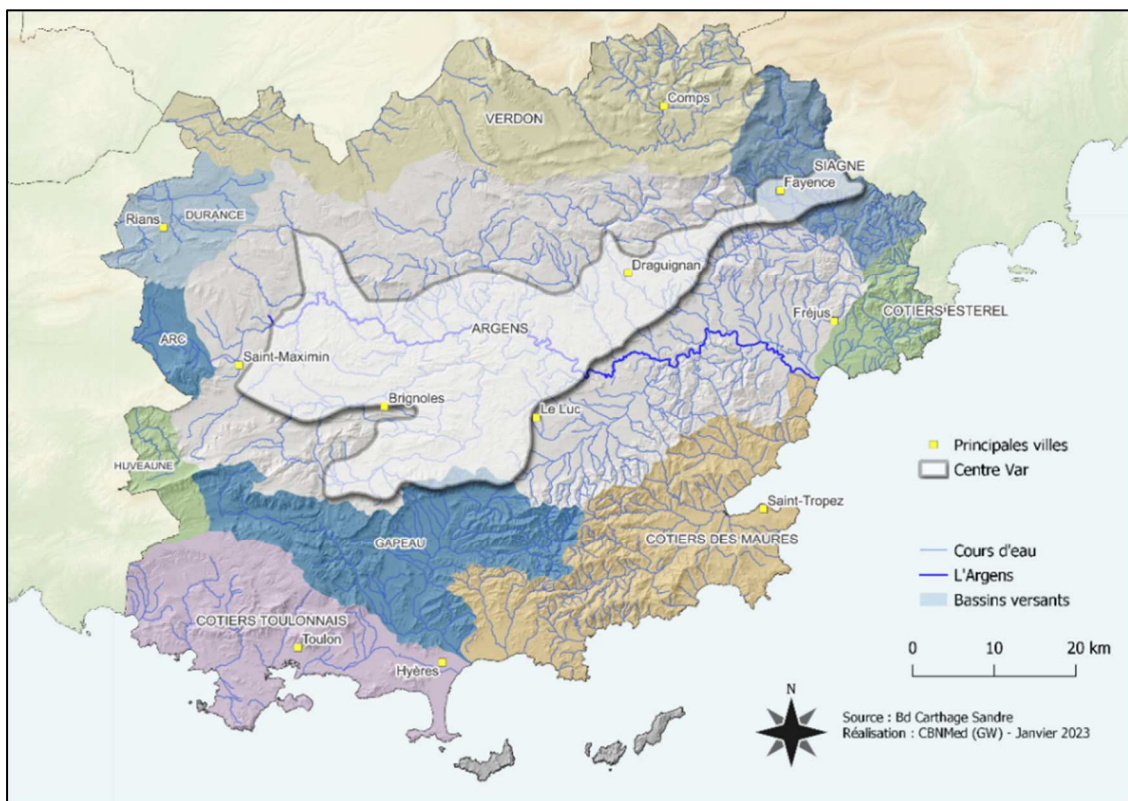 Comps
VERDON
SIAGNE
Fayence
Rians
DURANCE
Draguignan
ARGENS
Fréjus
COTIERS ESTEREL
ARC
Saint-Maximin
Brignoles
Le Luc
HUVEAUNE
Principales villes
Centre Var
Saint-Tropez
GAPEAU
COTIERS DES MAURES
Cours d'eau
L'Argens
Bassins versants
COTIERS TOULONNAIS
Toulon
Hyères
0
20 km
N
Source : Bd Carthage Sandre
Réalisation : CBNMed (GW) - Janvier 2023